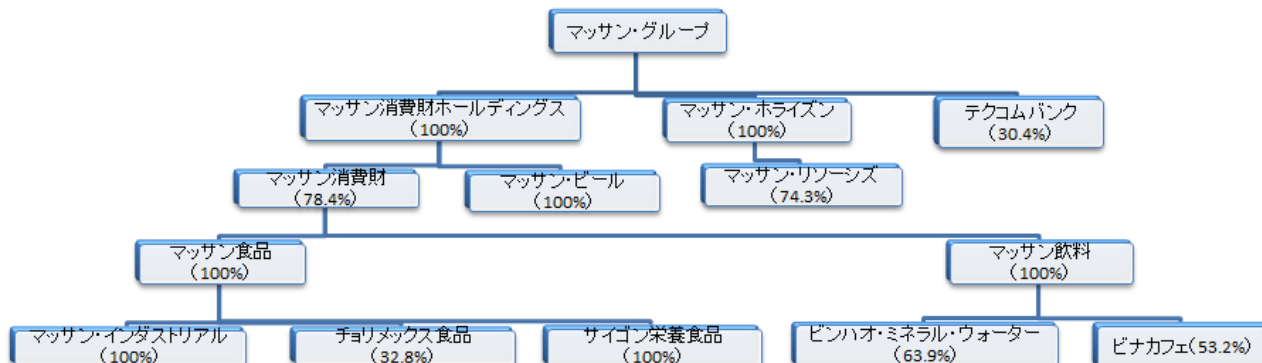 マッサン・グループ
マッサン消費財ホールディングス
(100%)
マッサン・ホライズン
(100%)
テクコムバンク
(30.4%)
マッサン消費財
(78.4%)
マッサン・ビール
(100%)
マッサン・リソーシズ
(74.3%)
マッサン食品
(100%)
マッサン飲料
(100%)
マッサン・インダストリアル
(100%)
チョリメックス食品
(32.8%)
サイゴン栄養食品
(100%)
ビンハオ・ミネラル・ウォーター
(63.9%)
ビナカフェ(53.2%)